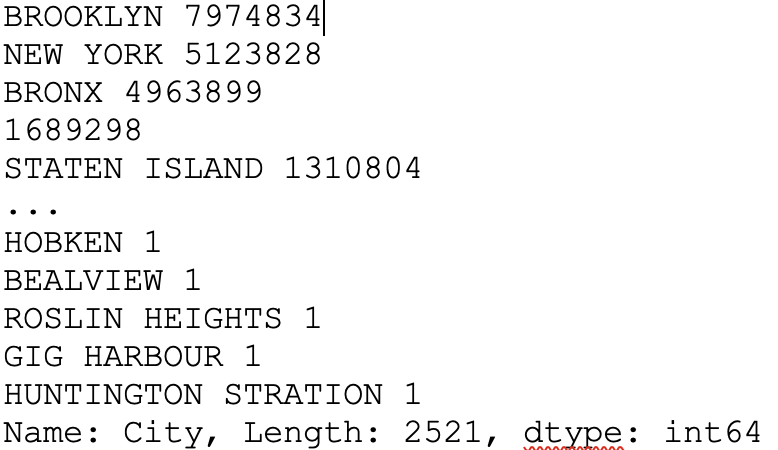 BROOKLYN 7974834
NEW YORK 5123828
BRONX 4963899
1689298
STATEN ISLAND 1310804
...
HOBKEN 1
BEALVIEW 1
ROSLIN HEIGHTS 1
GIG HARBOUR 1
HUNTINGTON STRATION 1
Name: City, Length: 2521, dtype: int64